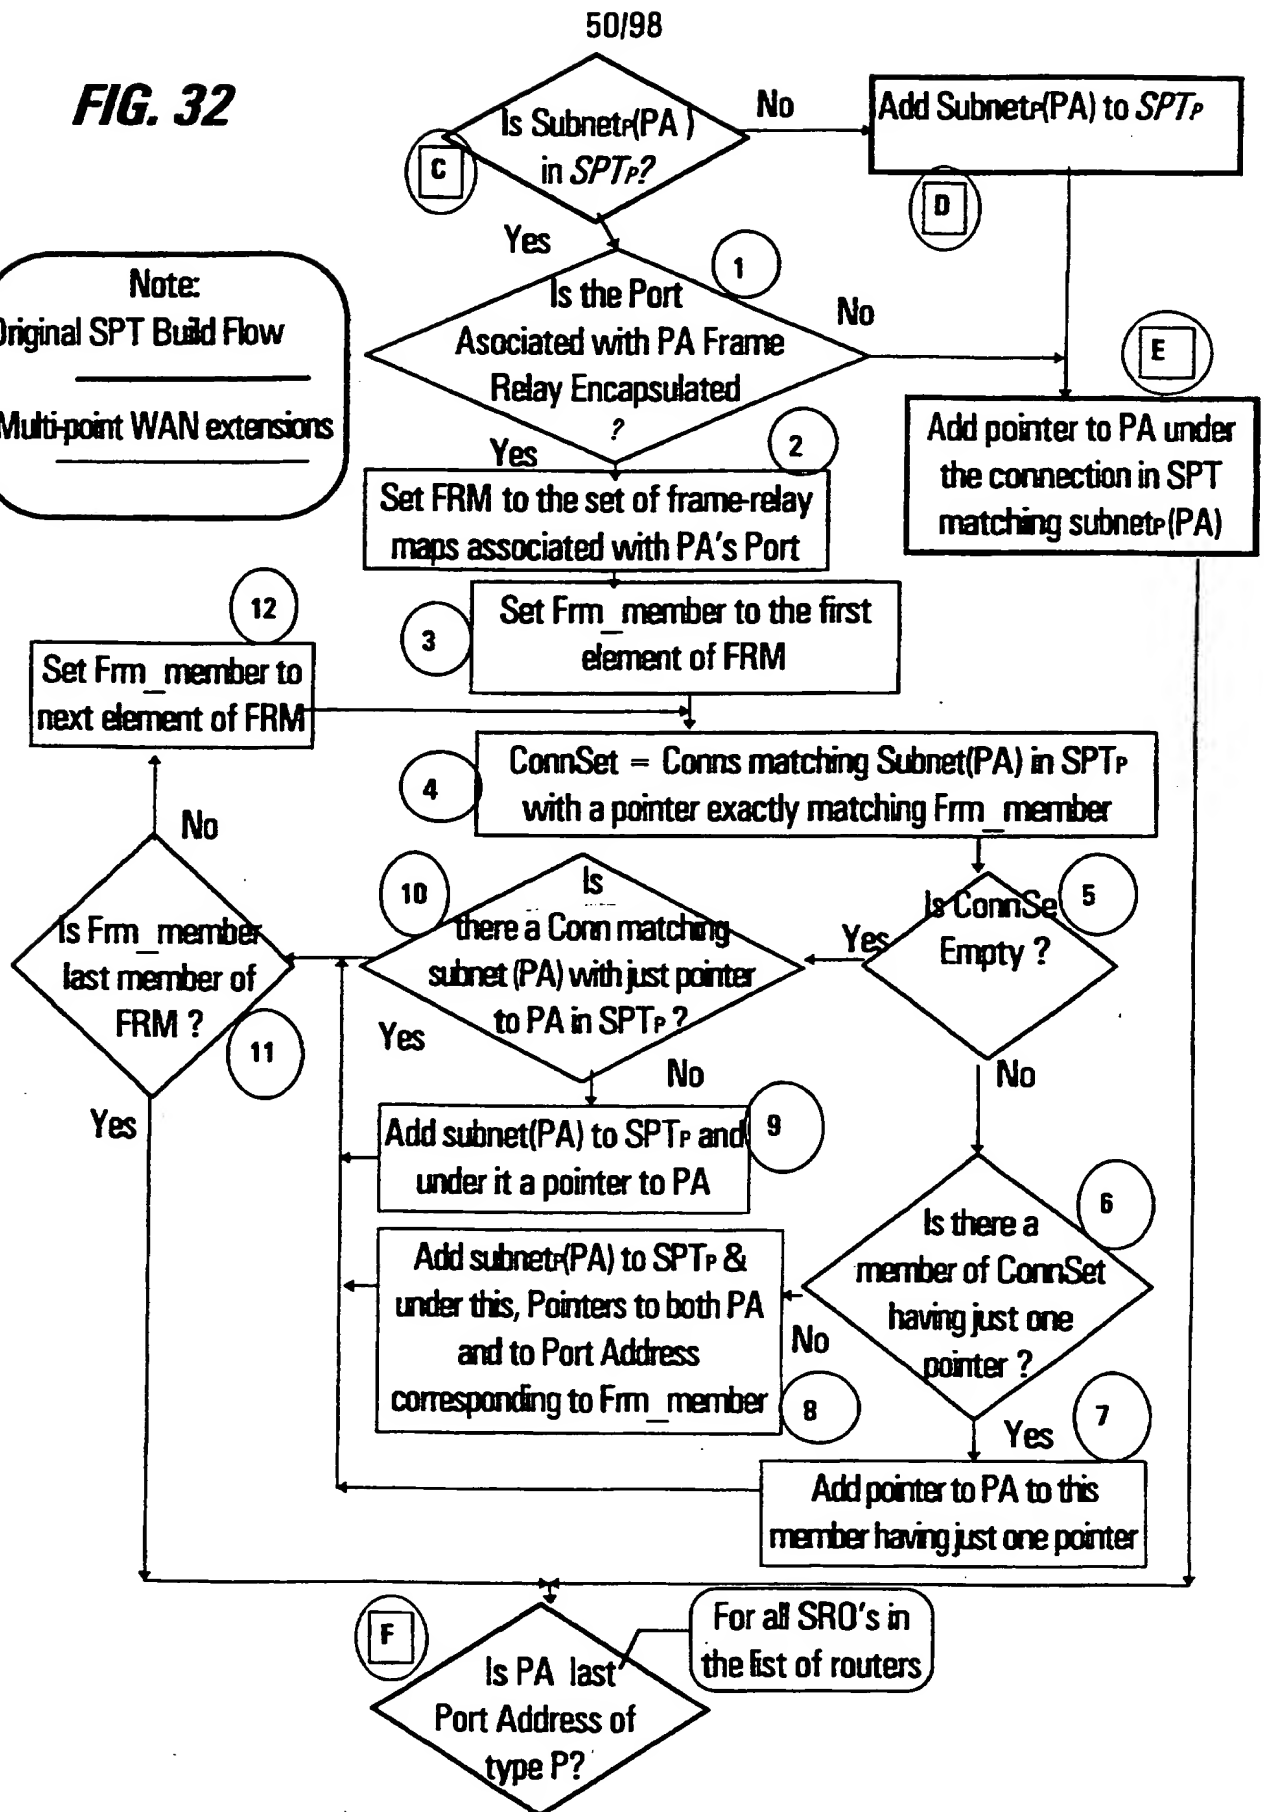 50/98
FIG. 32
Is Subnetₚ(PA)
in SPTₚ?
No
Add Subnetₚ(PA) to SPTₚ
C
D
Yes
Note:
Original SPT Build Flow
Multi-point WAN extensions
1
Is the Port
Asociated with PA Frame
Relay Encapsulated
?
No
E
Add pointer to PA under
the connection in SPT
matching subnetₚ(PA)
Yes
2
Set FRM to the set of frame-relay
maps associated with PA's Port
12
3
Set Frm_member to the first
element of FRM
Set Frm_member to
next element of FRM
4
ConnSet = Conns matching Subnet(PA) in SPTₚ
with a pointer exactly matching Frm_member
No
10
Is
there a Conn matching
subnet (PA) with just pointer
to PA in SPTₚ?
Yes
Is ConnSe
Empty ?
5
Is Frm_member
last member of
FRM ?
11
Yes
No
No
Yes
Add subnet(PA) to SPTₚ and
under it a pointer to PA
9
6
Is there a
member of ConnSet
having just one
pointer ?
Add subnetₚ(PA) to SPTₚ &
under this, Pointers to both PA
and to Port Address
corresponding to Frm_member
No
8
Yes
7
Add pointer to PA to this
member having just one pointer
F
Is PA last
Port Address of
type P?
For all SRO's in
the list of routers